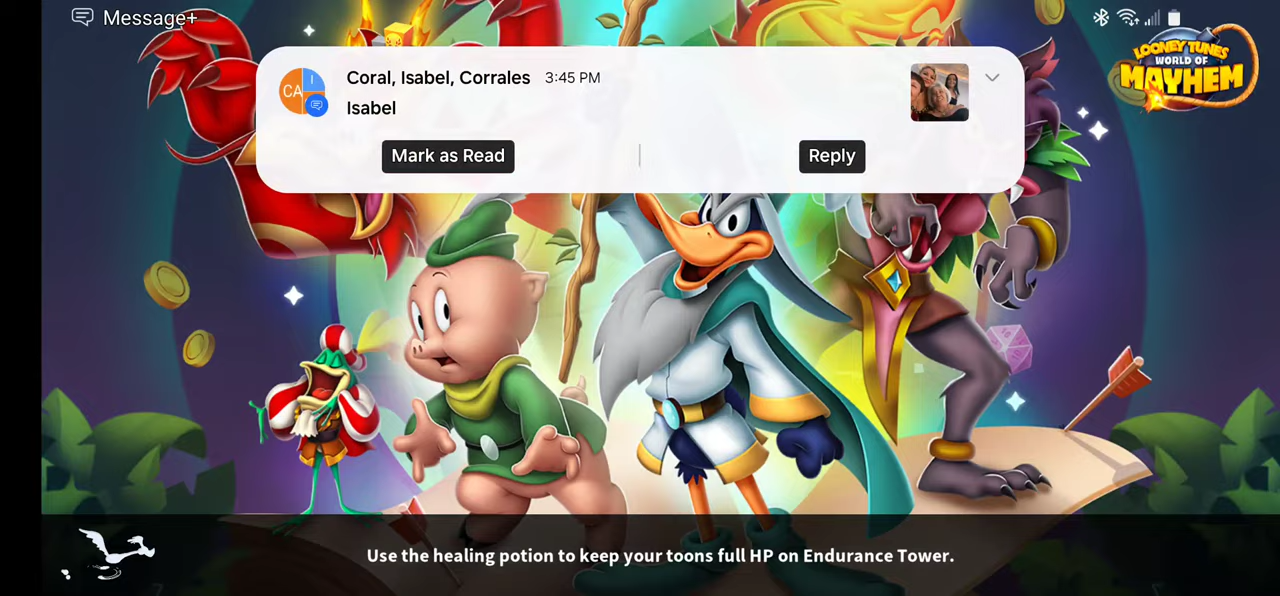 Message+
LOONEY TUNES
WORLD OF
MAYHEM
CA
I
Coral, Isabel, Corrales 3:45 PM
Isabel
Mark as Read | Reply
Use the healing potion to keep your toons full HP on Endurance Tower.